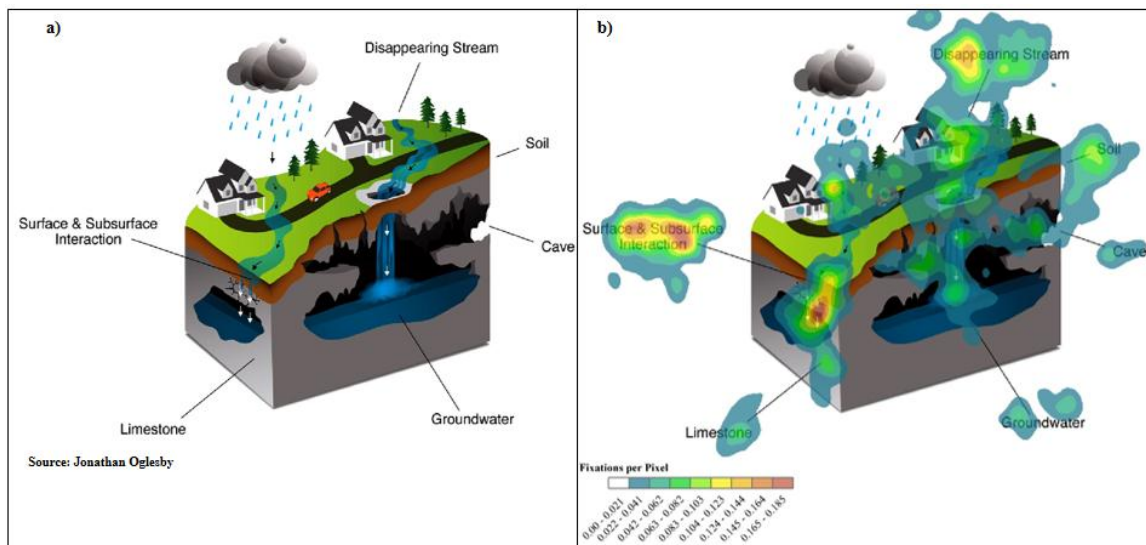 a)
Disappearing Stream
Soil
Surface & Subsurface
Interaction
Cave
Groundwater
Limestone
Source: Jonathan Oglesby
b)
Disappearing Stream
Soil
Surface & Subsurface
Interaction
Cave
Groundwater
Limestone
Fixations per Pixel
0.00 - 0.021
0.022 - 0.041
0.042 - 0.062
0.063 - 0.082
0.083 - 0.103
0.104 - 0.123
0.124 - 0.144
0.145 - 0.164
0.165 - 0.185